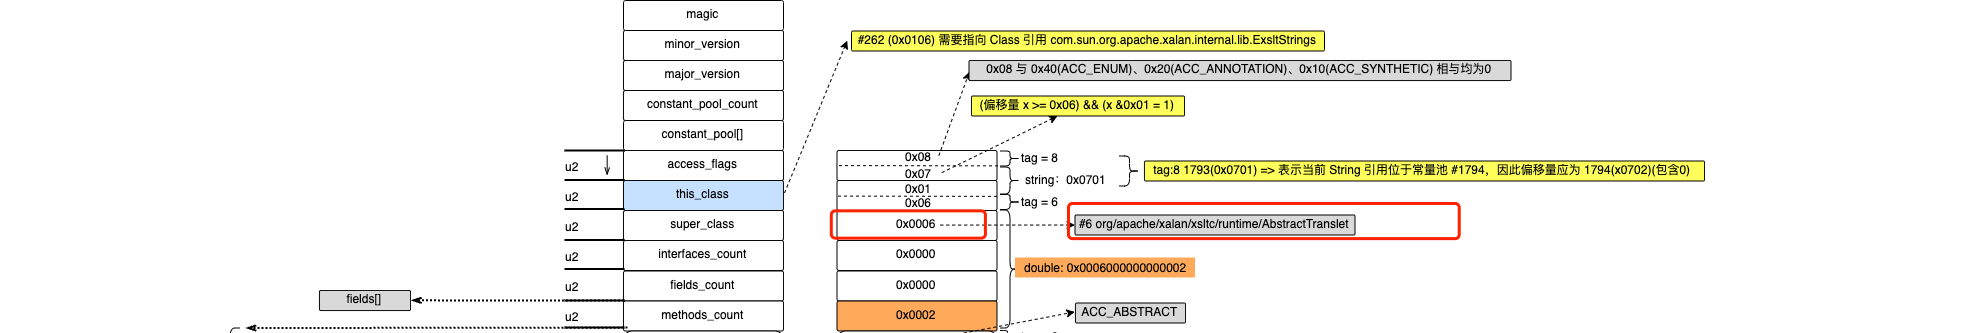 magic
#262 (0x0106) 需要指向 Class 引用 com.sun.org.apache.xalan.internal.lib.ExsltStrings
minor_version
0x08 与 0x40(ACC_ENUM)、0x20(ACC_ANNOTATION)、0x10(ACC_SYNTHETIC) 相与均为0
major_version
constant_pool_count
(偏移量 x >= 0x06) && (x &0x01 = 1)
constant_pool[]
u2
access_flags
0x08
tag = 8
0x07
string: 0x0701
tag:8 1793(0x0701) => 表示当前 String 引用位于常量池 #1794，因此偏移量应为 1794(x0702)(包含0)
u2
this_class
0x01
0x06
tag = 6
u2
super_class
0x0006
#6 org/apache/xalan/xsltc/runtime/AbstractTranslet
u2
interfaces_count
0x0000
double: 0x0006000000000002
u2
fields_count
0x0000
fields[]
u2
methods_count
0x0002
ACC_ABSTRACT